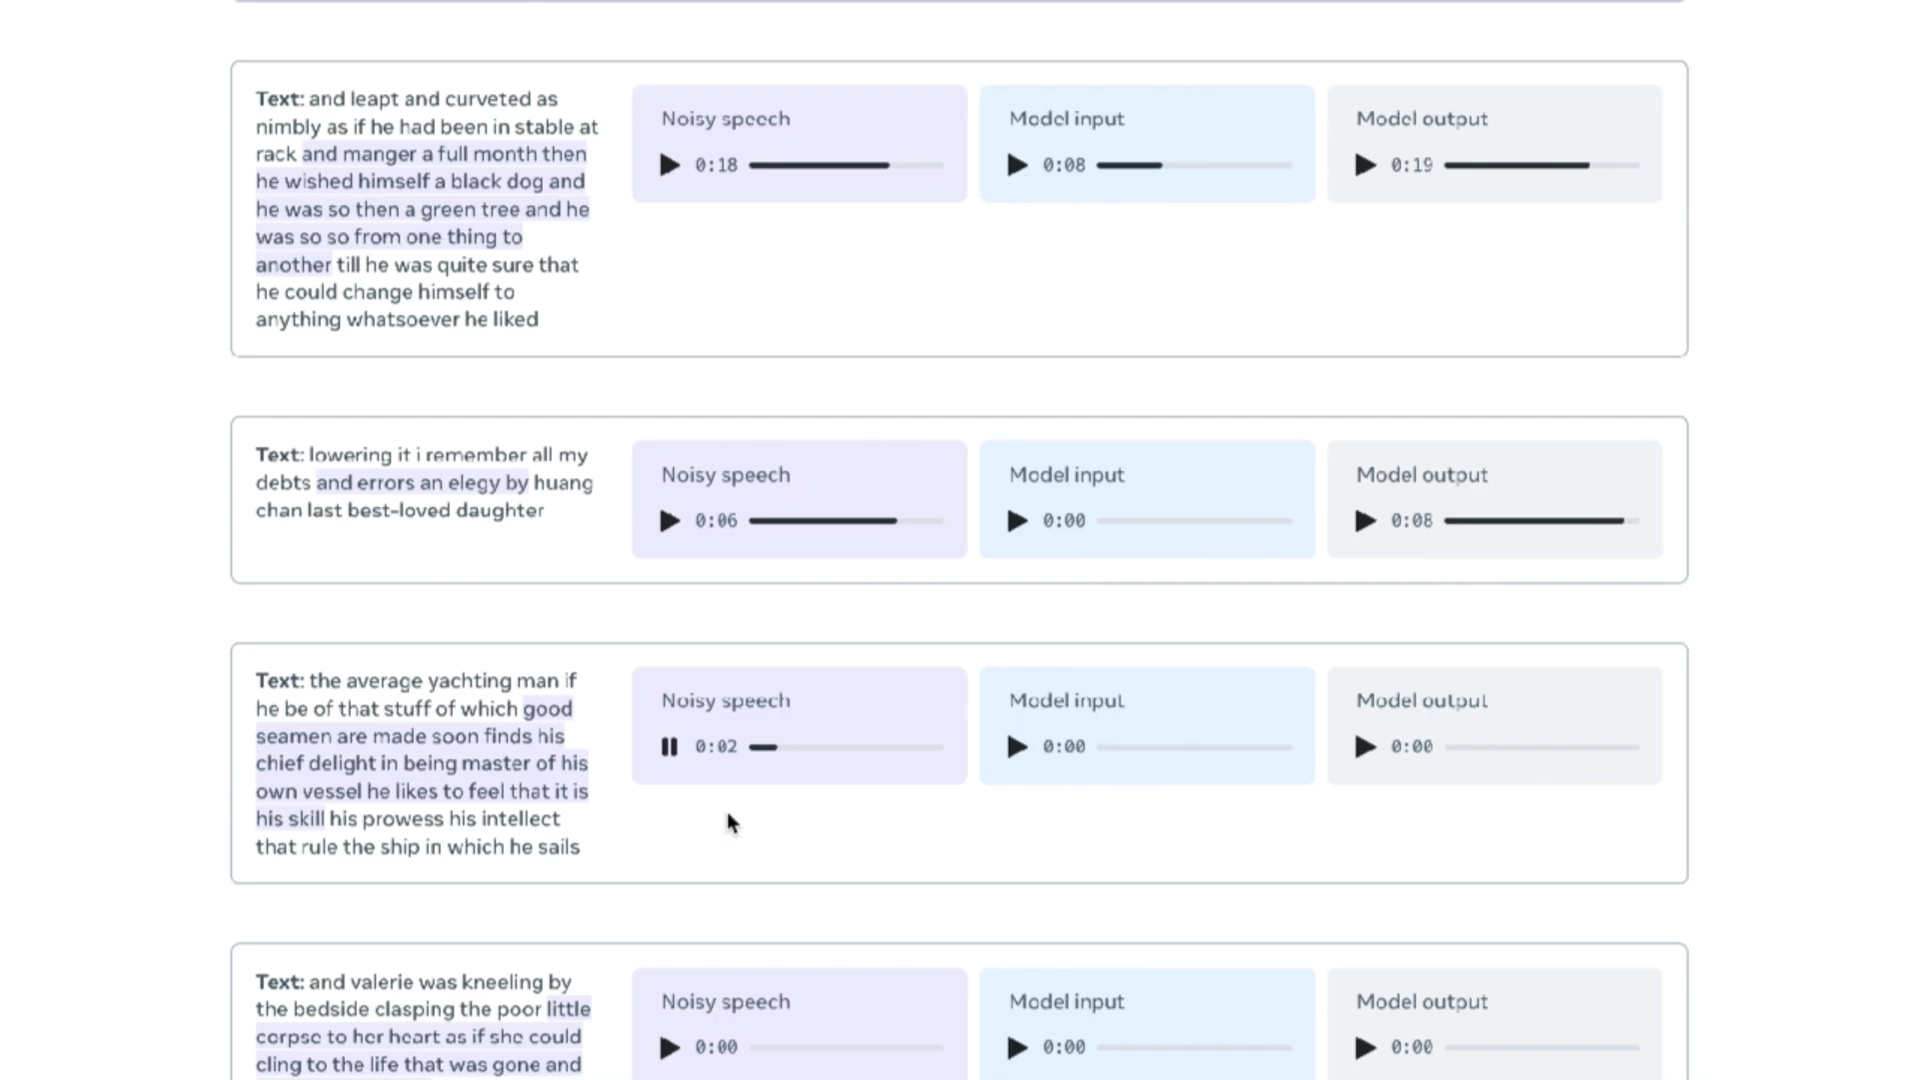 Text: and leapt and curveted as
nimbly as if he had been in stable at
rack and manger a full month then
he wished himself a black dog and
he was so then a green tree and he
was so so from one thing to
another till he was quite sure that
he could change himself to
anything whatsoever he liked
Noisy speech
0:18
Model input
0:08
Model output
0:19
Text: lowering it i remember all my
debts and errors an elegy by huang
chan last best-loved daughter
Noisy speech
0:06
Model input
0:00
Model output
0:08
Text: the average yachting man if
he be of that stuff of which good
seamen are made soon finds his
chief delight in being master of his
own vessel he likes to feel that it is
his skill his prowess his intellect
that rule the ship in which he sails
Noisy speech
0:02
Model input
0:00
Model output
0:00
Text: and valerie was kneeling by
the bedside clasping the poor little
corpse to her heart as if she could
cling to the life that was gone and
Noisy speech
0:00
Model input
0:00
Model output
0:00